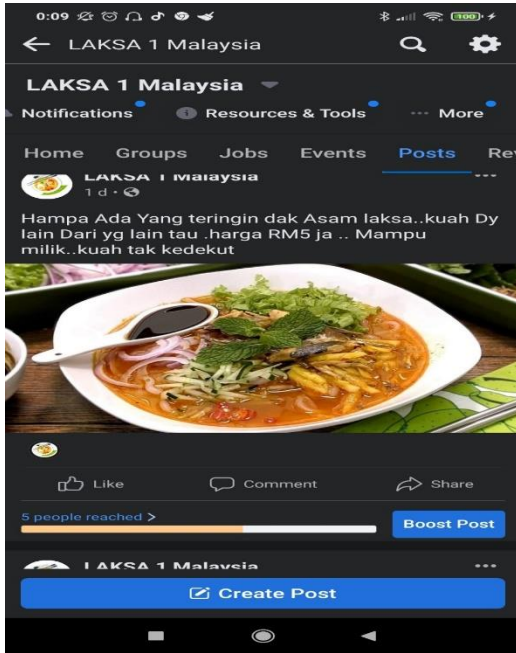 0:09
100
LAKSA 1 Malaysia
LAKSA 1 Malaysia
Notifications
Resources & Tools
More
Home Groups Jobs Events Posts Re
LAKSA 1 Malaysia
1 d
Hampa Ada Yang teringin dak Asam laksa..kuah Dy
lain Dari yg lain tau .harga RM5 ja .. Mampu
milik..kuah tak kedekut
Like Comment Share
5 people reached >
Boost Post
LAKSA 1 Malaysia
Create Post